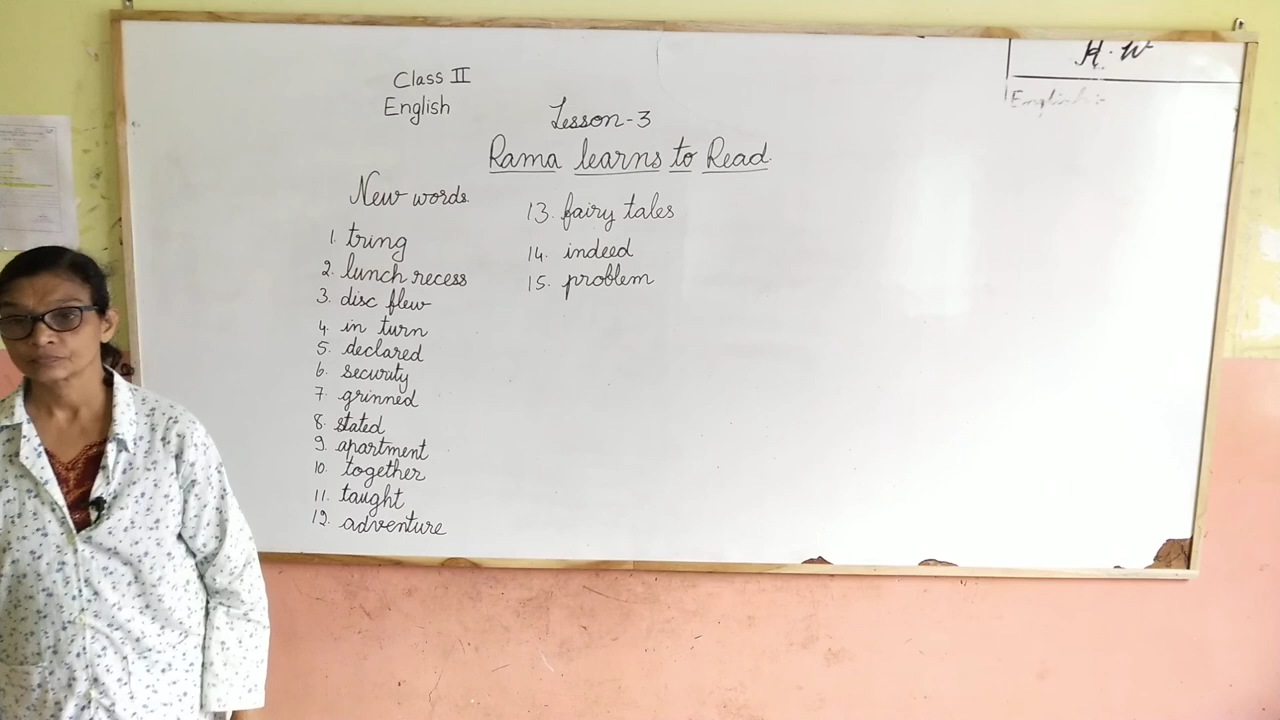 Class II
English
Lesson-3
Rama learns to Read.
New words
1. tring
2. lunch recess
3. disc flew
4. in turn
5. declared
6. security
7. grinned
8. stated
9. apartment
10. together
11. taught
12. adventure
13. fairy tales
14. indeed
15. problem
H.W
English :-